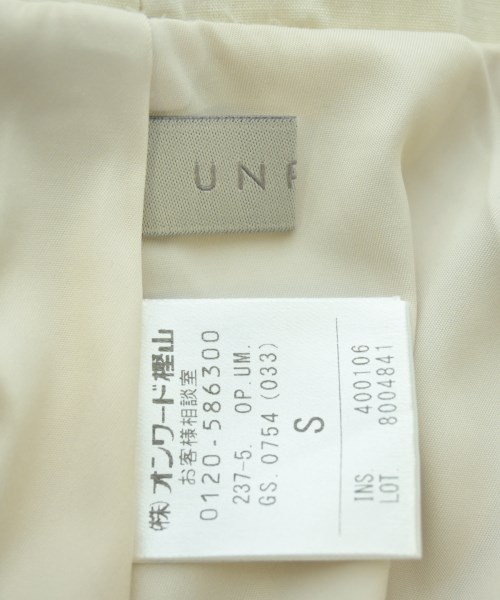 UN
(株)オンワード樫山
お客様相談室
0120-586300
237-5. OP.UM.
GS.0754(033)
S
INS 400106
LOT 8004841